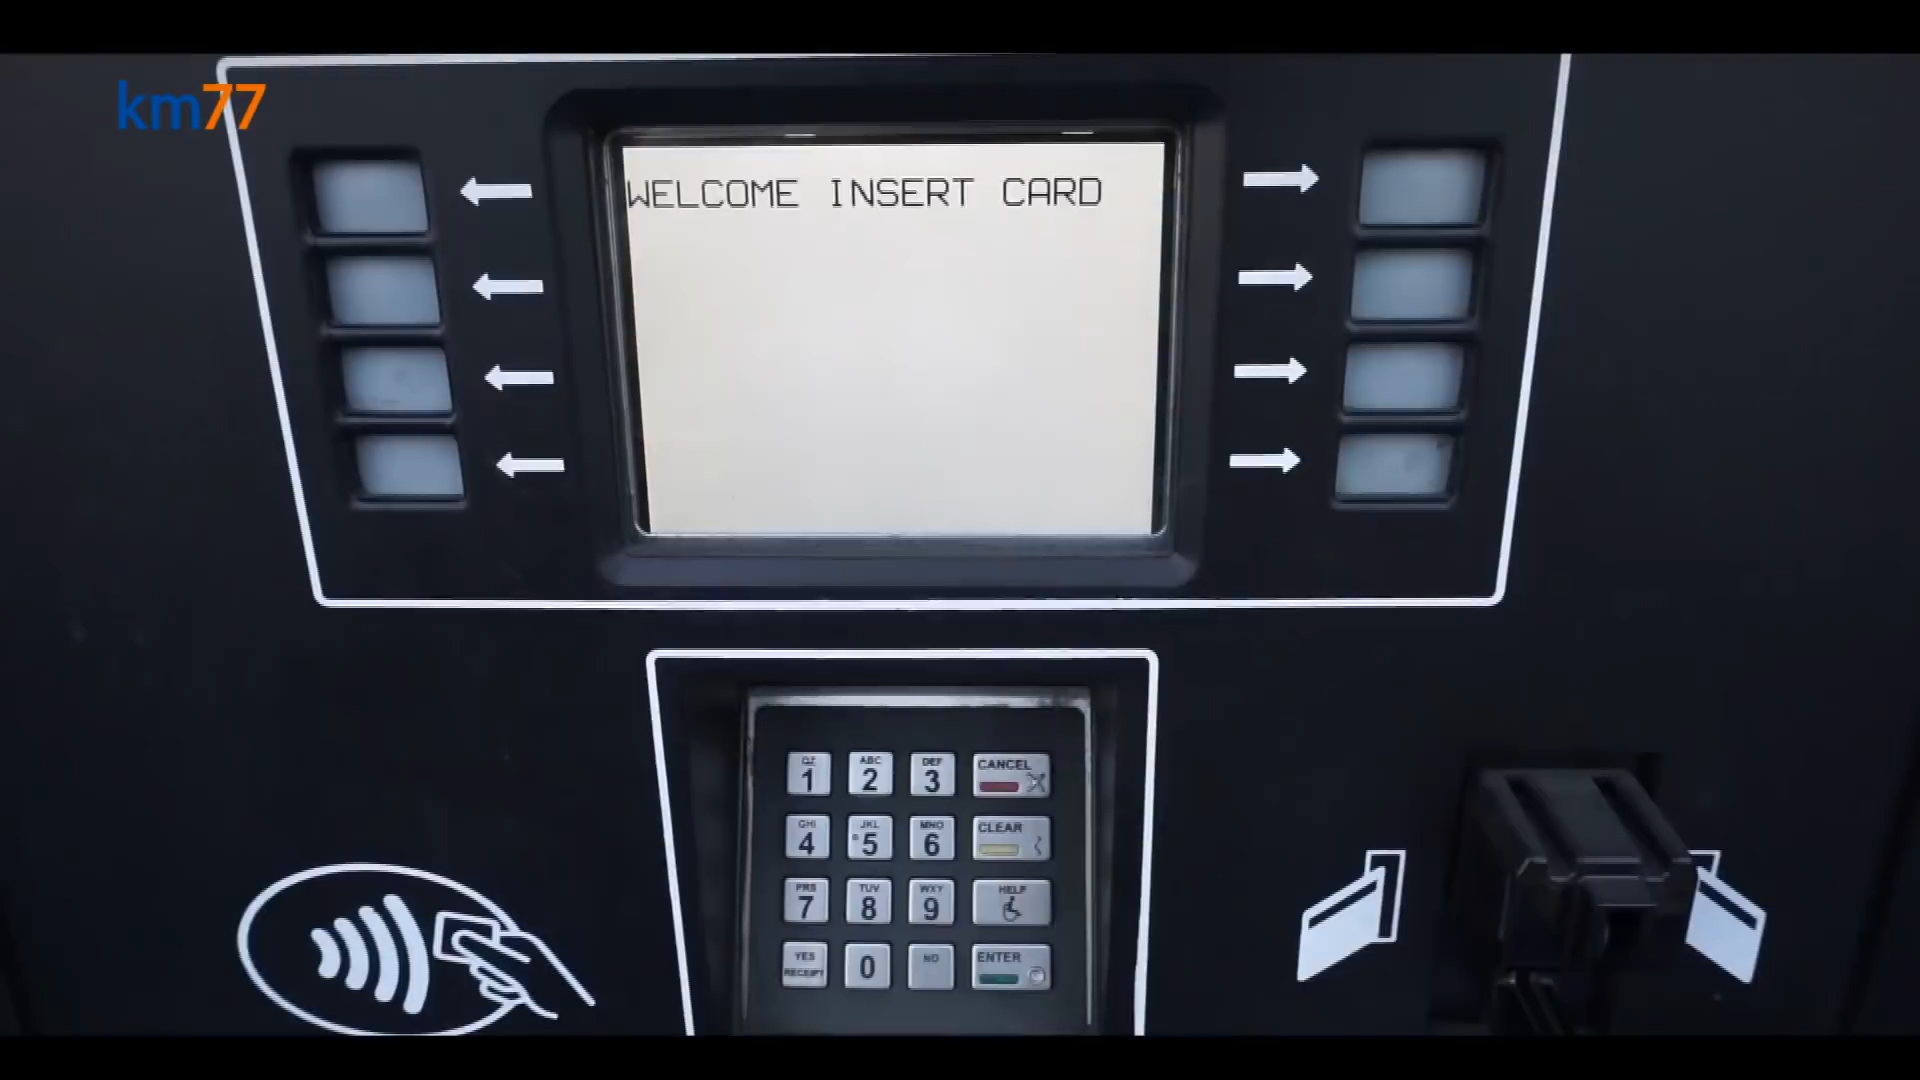 km77
WELCOME INSERT CARD
QZ ABC DEF CANCEL
1 2 3
GHI JKL MNO CLEAR
4 5 6
PRS TUV WXY HELP
7 8 9
YES NO ENTER
RECEIPT 0